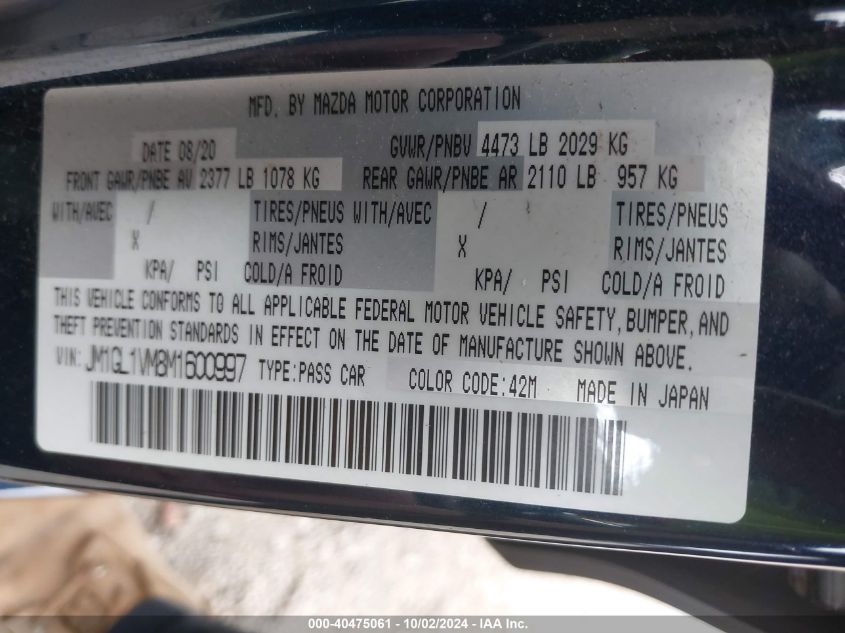 MFD. BY MAZDA MOTOR CORPORATION
DATE 08/20 GVWR/PNBV 4473 LB 2029 KG
FRONT GAWR/PNBE AV 2377 LB 1078 KG REAR GAWR/PNBE AR 2110 LB 957 KG
WITH/AVEC / TIRES/PNEUS WITH/AVEC / TIRES/PNEUS
X RIMS/JANTES X RIMS/JANTES
KPA/ PSI COLD/A FROID KPA/ PSI COLD/A FROID
THIS VEHICLE CONFORMS TO ALL APPLICABLE FEDERAL MOTOR VEHICLE SAFETY, BUMPER, AND
THEFT PREVENTION STANDARDS IN EFFECT ON THE DATE OF MANUFACTURE SHOWN ABOVE.
VIN: JM1GL1VM8M1600997 TYPE:PASS CAR COLOR CODE:42M MADE IN JAPAN
000-40475061 - 10/02/2024 - IAA Inc.